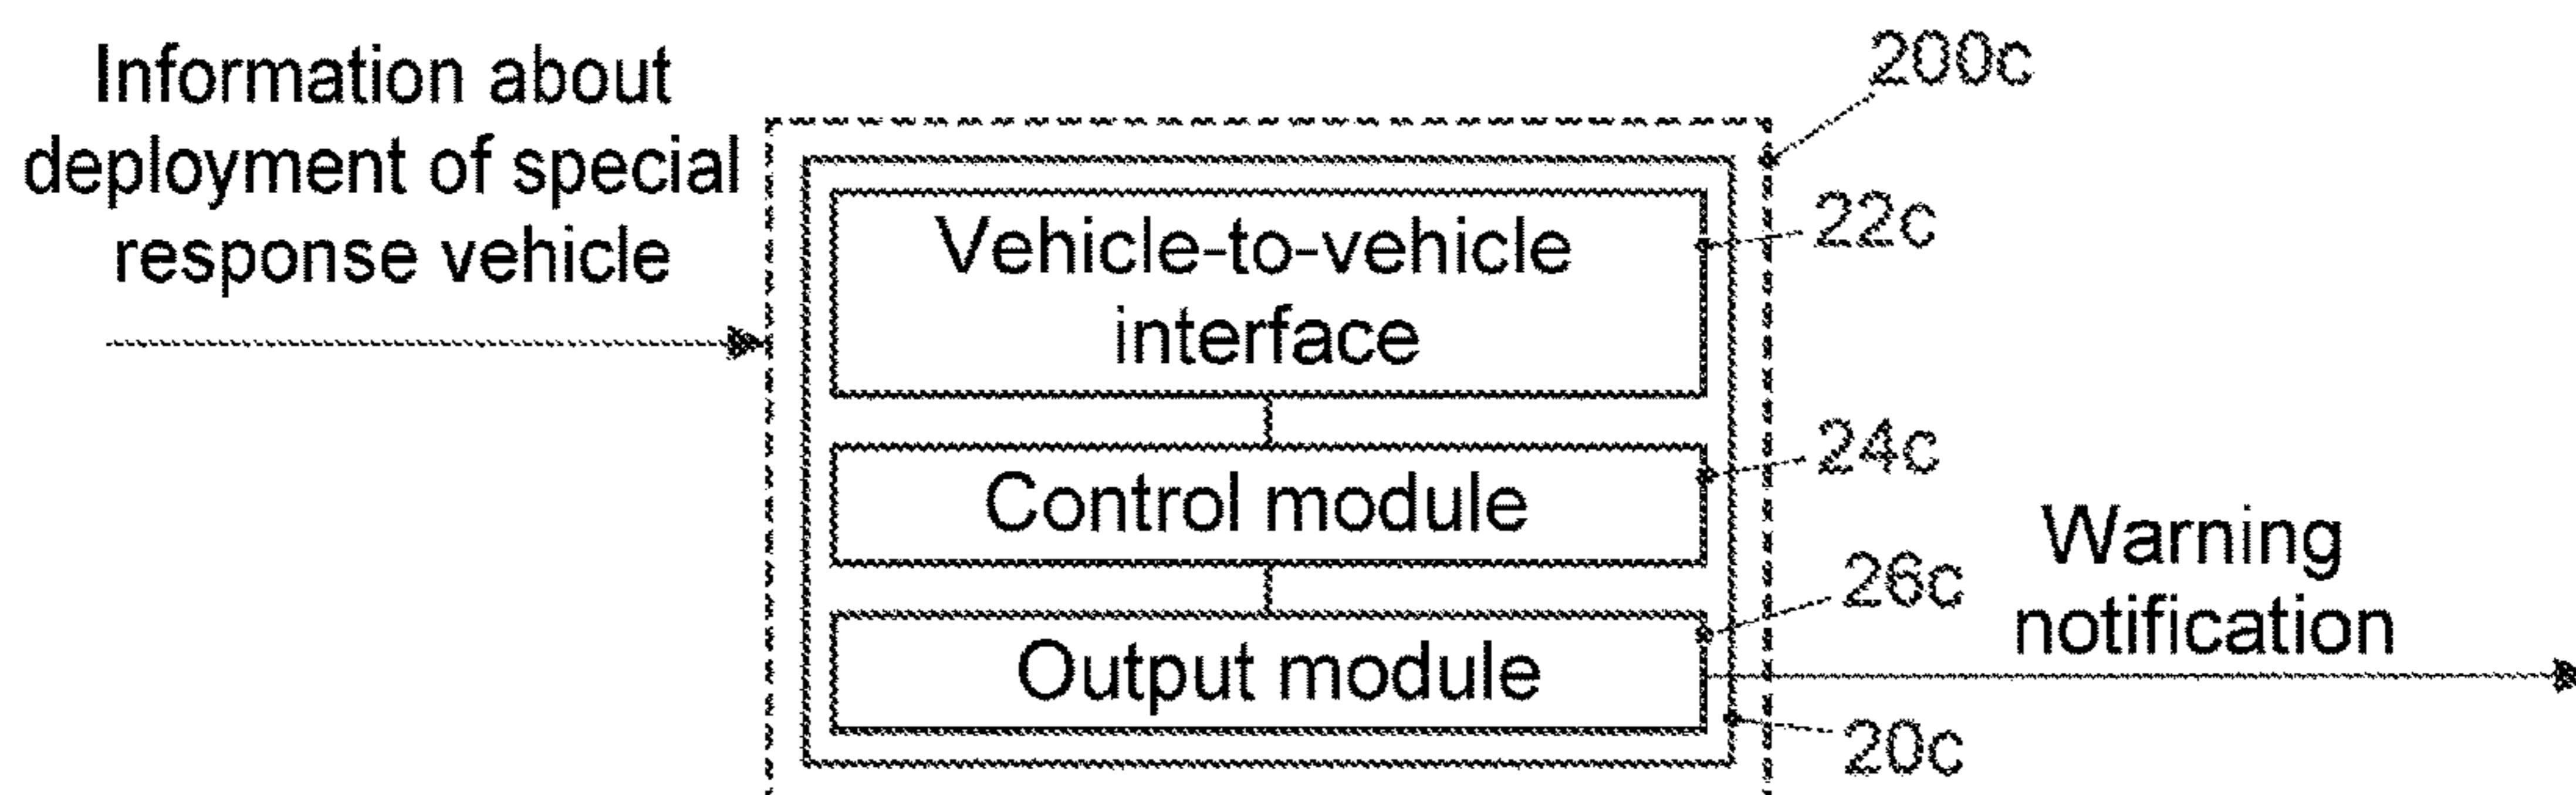 Information about
deployment of special
response vehicle
200c
Vehicle-to-vehicle
interface
22c
Control module
24c
Output module
26c
Warning
notification
20c